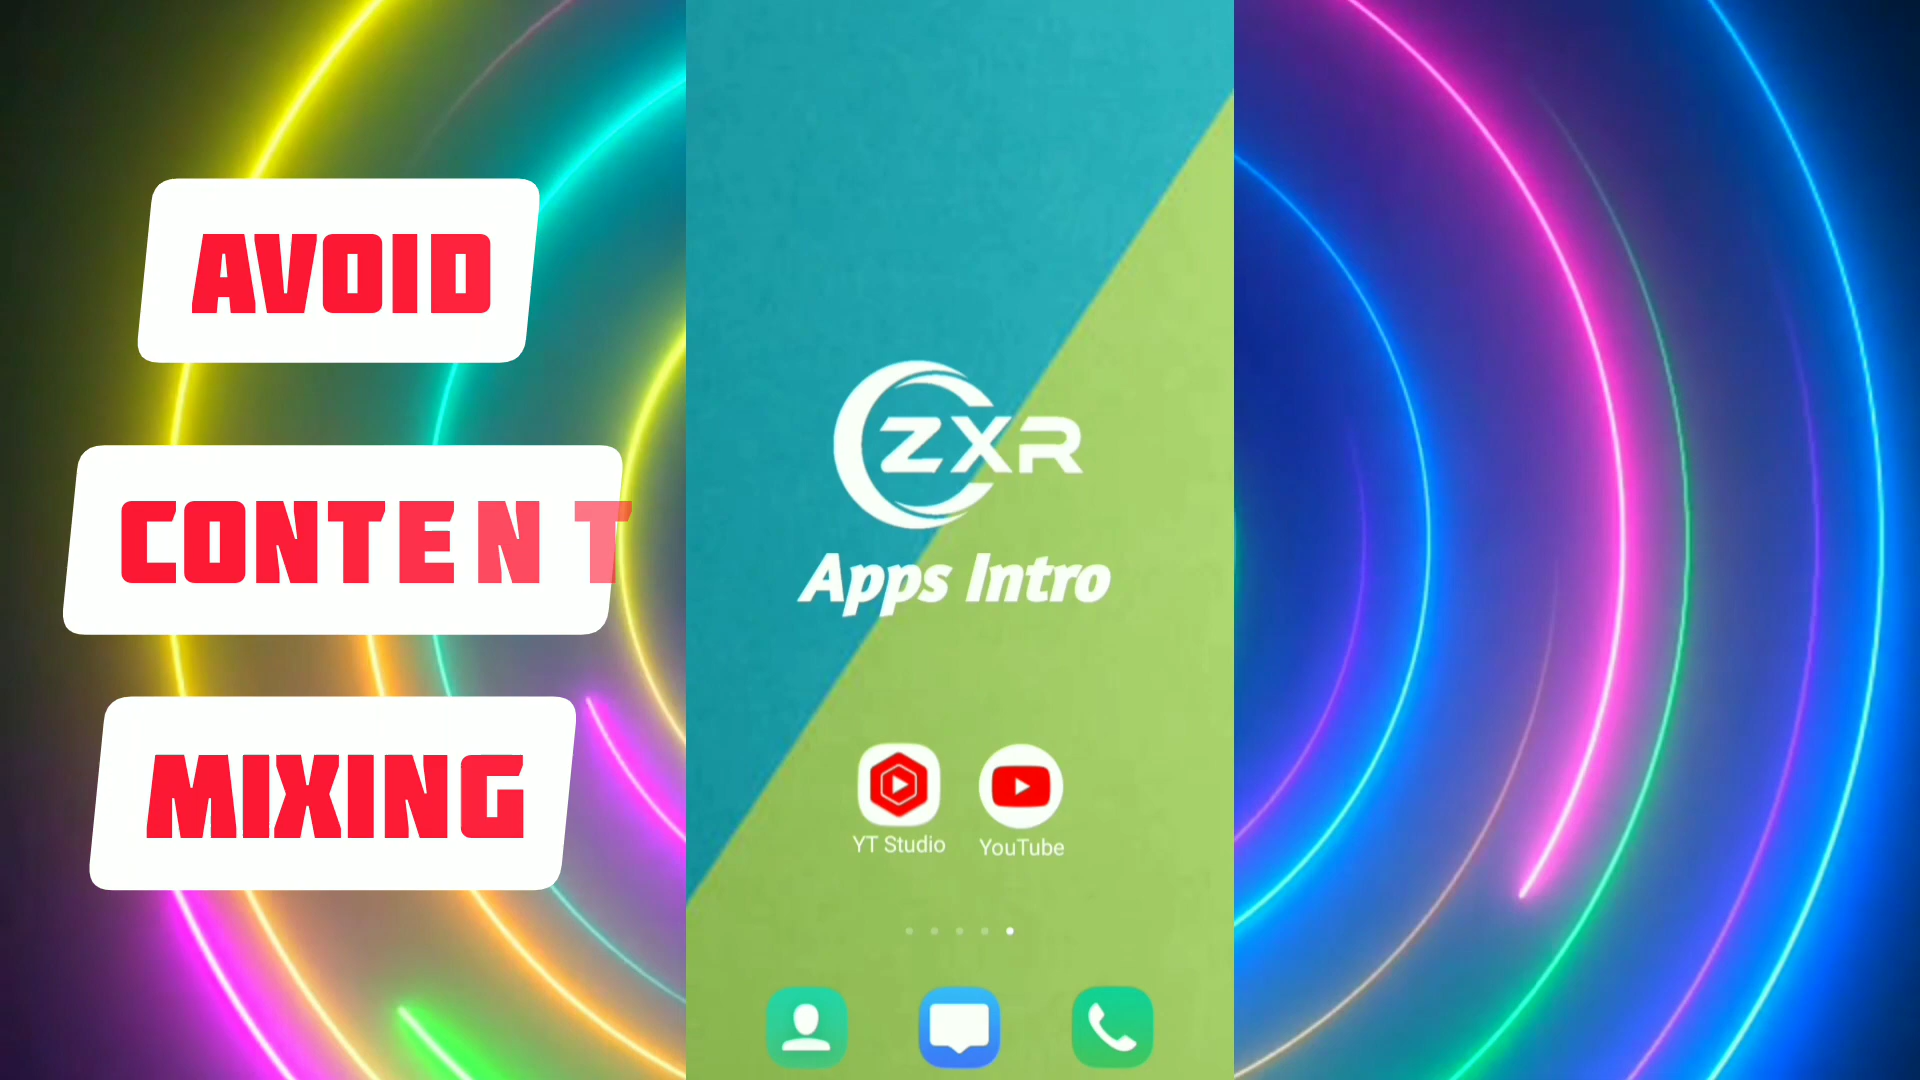 AVOID
CONTENT
MIXING
ZXR
Apps Intro
YT Studio
YouTube